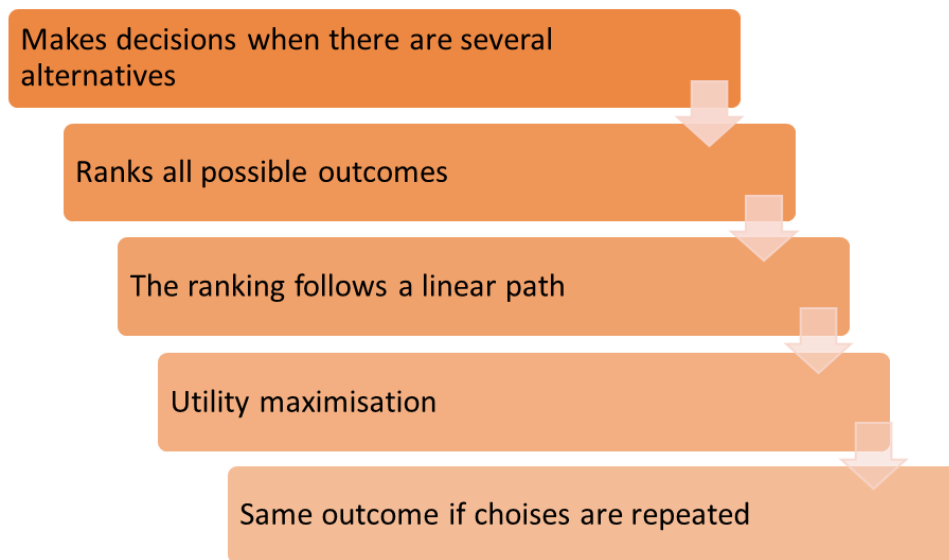 Makes decisions when there are several
alternatives
Ranks all possible outcomes
The ranking follows a linear path
Utility maximisation
Same outcome if choises are repeated